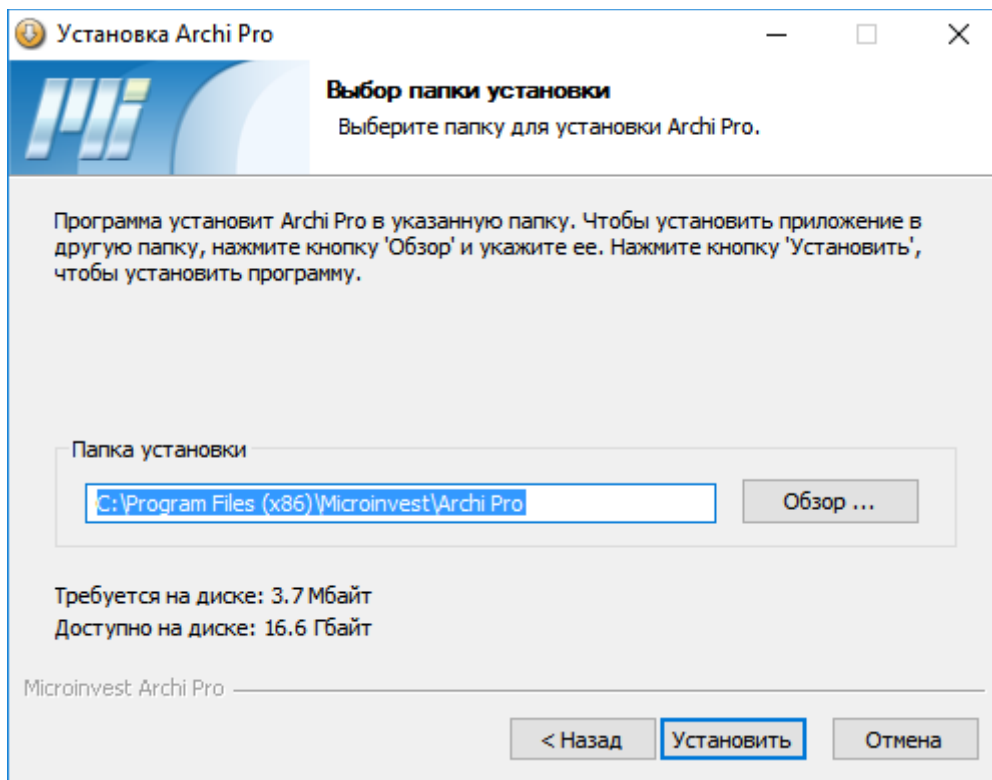 Установка Archi Pro
Mi
Выбор папки установки
Выберите папку для установки Archi Pro.
Программа установит Archi Pro в указанную папку. Чтобы установить приложение в
другую папку, нажмите кнопку 'Обзор' и укажите ее. Нажмите кнопку 'Установить',
чтобы установить программу.
Папка установки
C:\Program Files (x86)\Microinvest\Archi Pro
Обзор ...
Требуется на диске: 3.7 Мбайт
Доступно на диске: 16.6 Гбайт
Microinvest Archi Pro
< Назад Установить Отмена